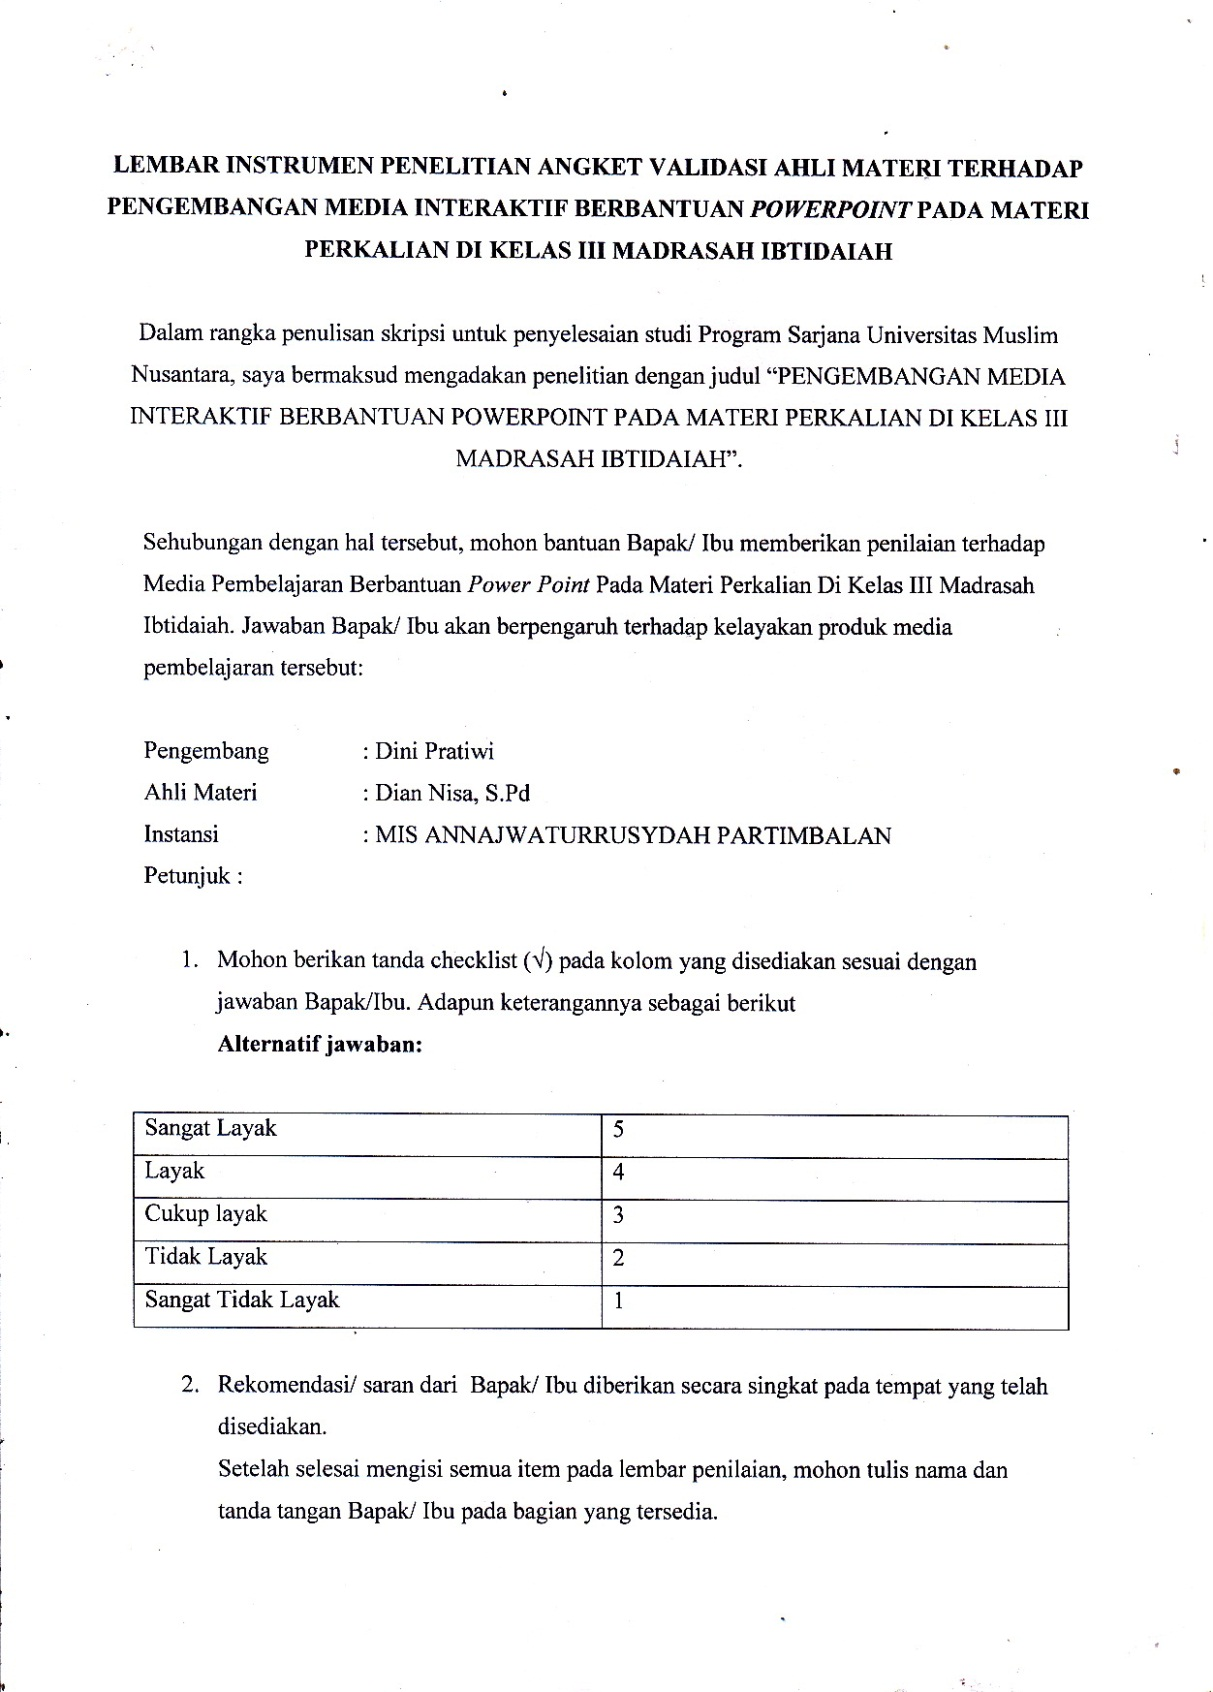 LEMBAR INSTRUMEN PENELITIAN ANGKET VALIDASI AHLI MATERI TERHADAP
PENGEMBANGAN MEDIA INTERAKTIF BERBANTUAN POWERPOINT PADA MATERI
PERKALIAN DI KELAS III MADRASAH IBTIDAIAH
Dalam rangka penulisan skripsi untuk penyelesaian studi Program Sarjana Universitas Muslim
Nusantara, saya bermaksud mengadakan penelitian dengan judul “PENGEMBANGAN MEDIA
INTERAKTIF BERBANTUAN POWERPOINT PADA MATERI PERKALIAN DI KELAS III
MADRASAH IBTIDAIAH”.
Sehubungan dengan hal tersebut, mohon bantuan Bapak/ Ibu memberikan penilaian terhadap
Media Pembelajaran Berbantuan Power Point Pada Materi Perkalian Di Kelas III Madrasah
Ibtidaiah. Jawaban Bapak/ Ibu akan berpengaruh terhadap kelayakan produk media
pembelajaran tersebut:
Pengembang : Dini Pratiwi
Ahli Materi : Dian Nisa, S.Pd
Instansi : MIS ANNAJWATURRUSYDAH PARTIMBALAN
Petunjuk :
1. Mohon berikan tanda checklist (√) pada kolom yang disediakan sesuai dengan
jawaban Bapak/Ibu. Adapun keterangannya sebagai berikut
Alternatif jawaban:
Sangat Layak 5
Layak 4
Cukup layak 3
Tidak Layak 2
Sangat Tidak Layak 1
2. Rekomendasi/ saran dari Bapak/ Ibu diberikan secara singkat pada tempat yang telah
disediakan.
Setelah selesai mengisi semua item pada lembar penilaian, mohon tulis nama dan
tanda tangan Bapak/ Ibu pada bagian yang tersedia.